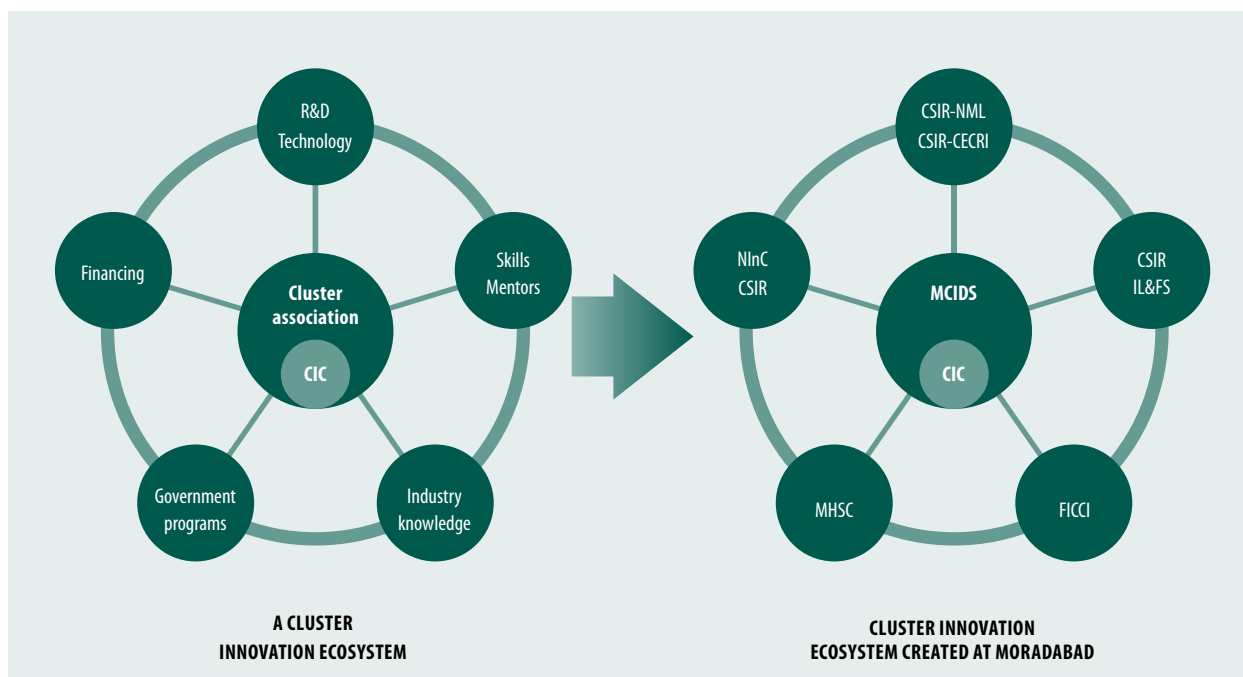 R&D
Technology
Financing
Skills
Mentors
Cluster
association
CIC
Government
programs
Industry
knowledge
A CLUSTER
INNOVATION ECOSYSTEM
CSIR-NML
CSIR-CECRI
NInC
CSIR
CSIR
IL&FS
MCIDS
CIC
MHSC
FICCI
CLUSTER INNOVATION
ECOSYSTEM CREATED AT MORADABAD